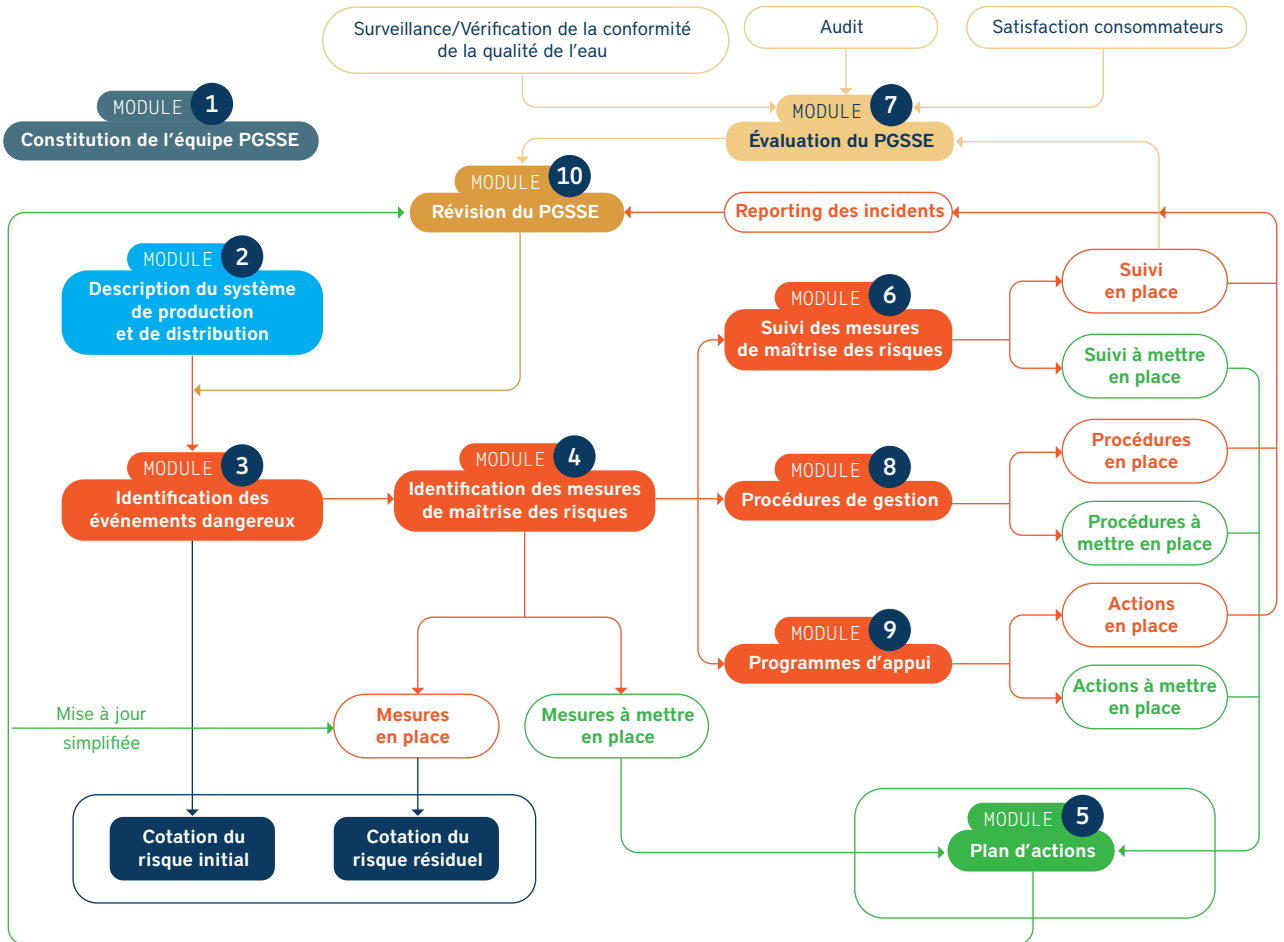 Surveillance/Vérification de la conformité
de la qualité de l'eau
Audit
Satisfaction consommateurs
MODULE 1
Constitution de l'équipe PGSSE
MODULE 7
Évaluation du PGSSE
MODULE 10
Révision du PGSSE
Reporting des incidents
MODULE 2
Description du système
de production
et de distribution
MODULE 6
Suivi des mesures
de maîtrise des risques
Suivi
en place
Suivi à mettre
en place
MODULE 3
Identification des
événements dangereux
MODULE 4
Identification des mesures
de maîtrise des risques
MODULE 8
Procédures de gestion
Procédures
en place
Procédures à
mettre en place
MODULE 9
Programmes d'appui
Actions
en place
Actions à mettre
en place
Mise à jour
simplifiée
Mesures
en place
Mesures à mettre
en place
Cotation du
risque initial
Cotation du
risque résiduel
MODULE 5
Plan d'actions